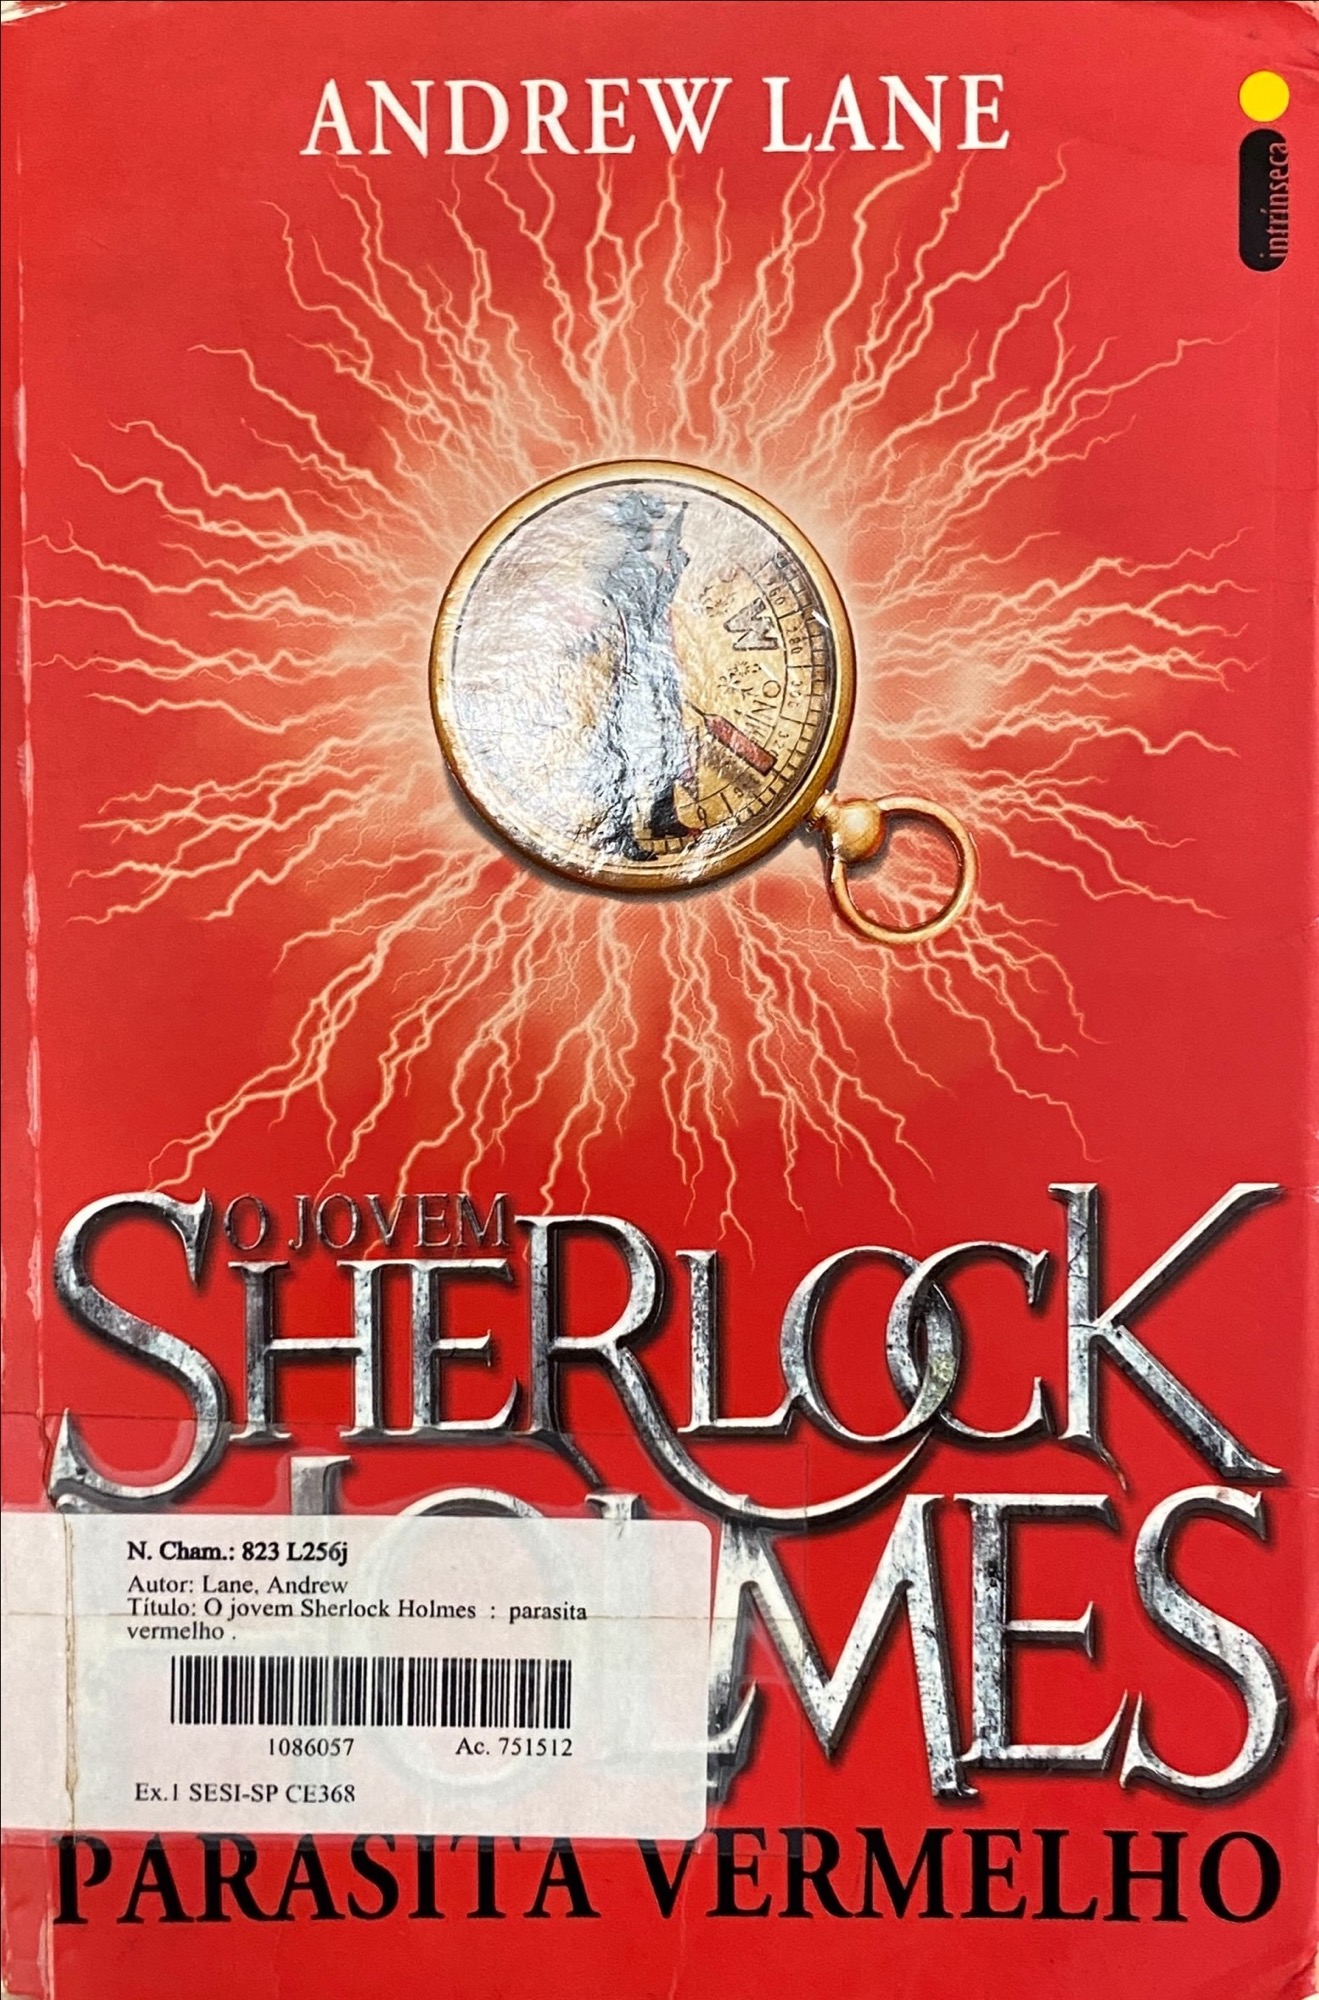 ANDREW LANE
intrínseca
O JOVEM
SHERLOCK
HOLMES
N. Cham.: 823 L256j
Autor: Lane, Andrew
Título: O jovem Sherlock Holmes : parasita
vermelho .
1086057 Ac. 751512
Ex.1 SESI-SP CE368
PARASITA VERMELHO